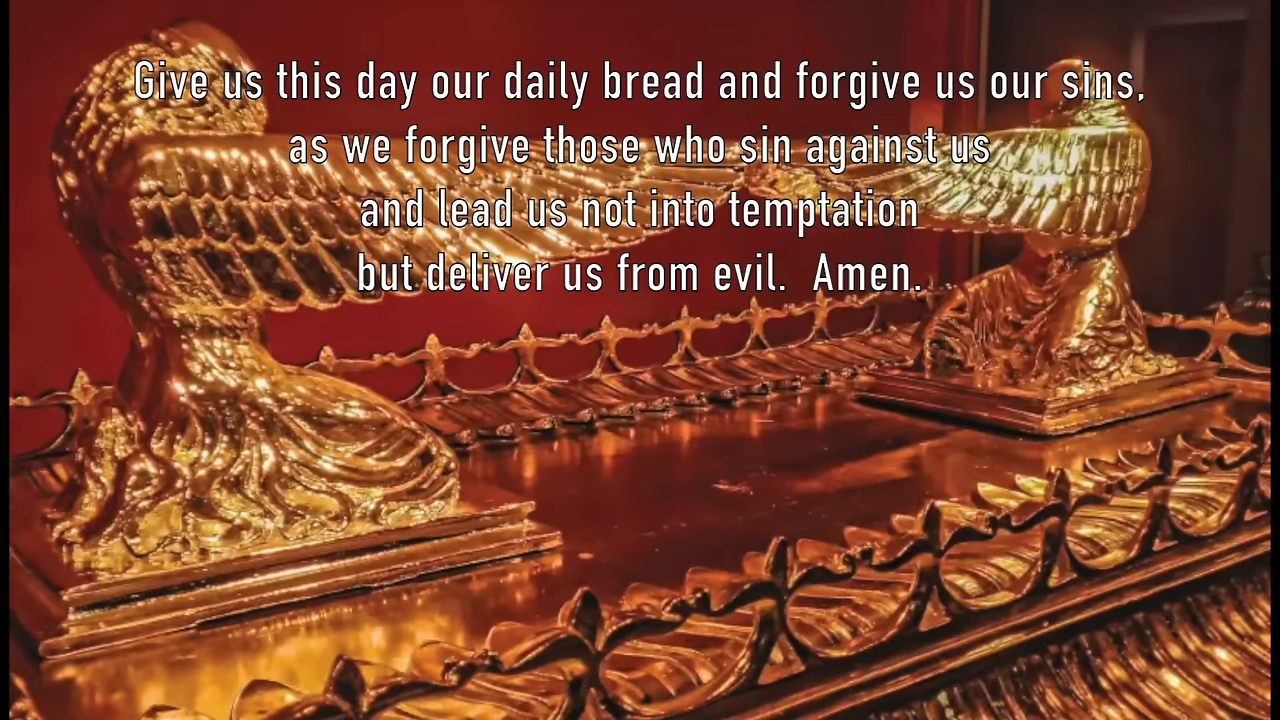 Give us this day our daily bread and forgive us our sins,
as we forgive those who sin against us
and lead us not into temptation
but deliver us from evil.  Amen.